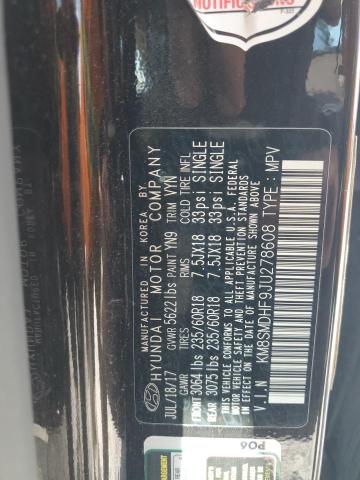 MANUFACTURED IN KOREA BY
HYUNDAI MOTOR COMPANY
JUL/18/17 GVWR 5622 lbs PAINT YN9 TRIM YYN
GAWR TIRES RIMS COLD TIRE INFL
FRONT 3064 lbs 235/60R18 7.5JX18 33psi SINGLE
REAR 3075 lbs 235/60R18 7.5JX18 33psi SINGLE
THIS VEHICLE CONFORMS TO ALL APPLICABLE U.S.A. FEDERAL
MOTOR VEHICLE SAFETY AND THEFT PREVENTION STANDARDS
IN EFFECT ON THE DATE OF MANUFACTURE SHOWN ABOVE.
V.I.N : KM8SMDHF9JU278608 TYPE : MPV
P06